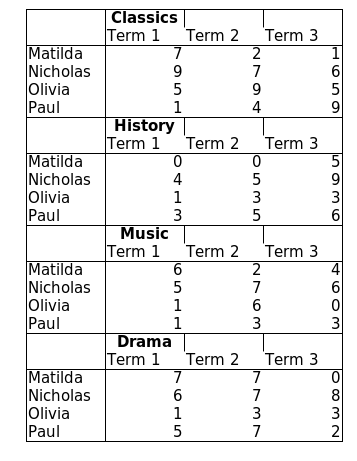 Classics
Term 1 Term 2 Term 3
Matilda 7 2 1
Nicholas 9 7 6
Olivia 5 9 5
Paul 1 4 9
History
Term 1 Term 2 Term 3
Matilda 0 0 5
Nicholas 4 5 9
Olivia 1 3 3
Paul 3 5 6
Music
Term 1 Term 2 Term 3
Matilda 6 2 4
Nicholas 5 7 6
Olivia 1 6 0
Paul 1 3 3
Drama
Term 1 Term 2 Term 3
Matilda 7 7 0
Nicholas 6 7 8
Olivia 1 3 3
Paul 5 7 2